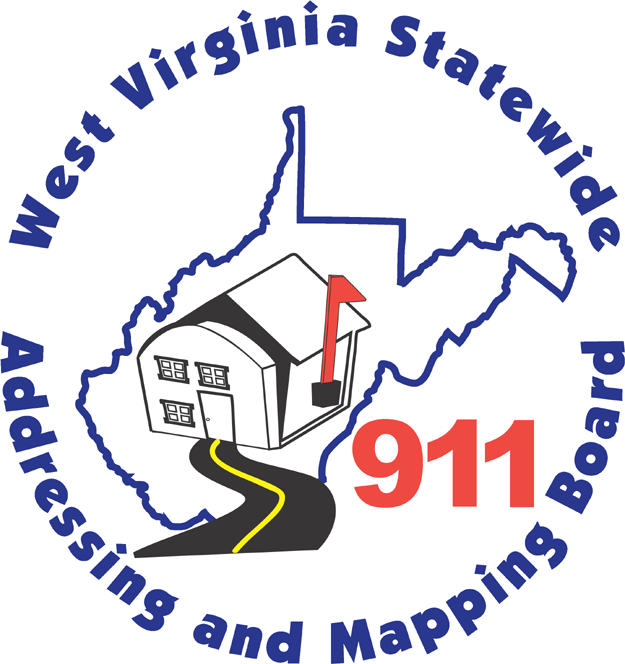 West Virginia Statewide
911
Addressing and Mapping Board